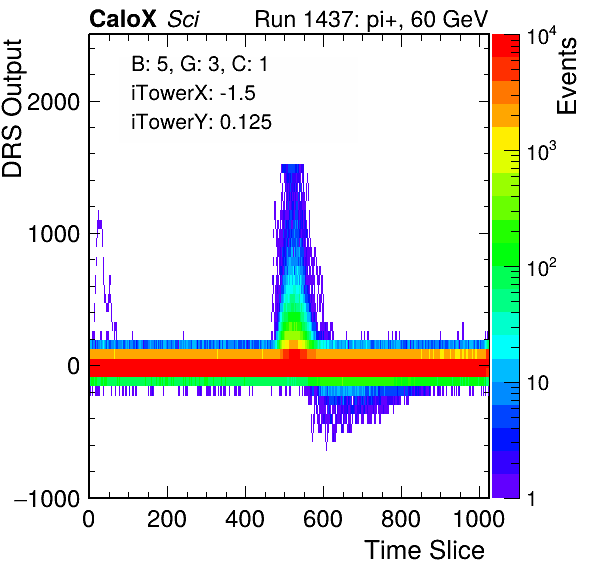 CaloX Sci Run 1437: pi+, 60 GeV
B: 5, G: 3, C: 1
iTowerX: -1.5
iTowerY: 0.125
DRS Output
2000
1000
0
−1000
0 200 400 600 800 1000
Time Slice
Events
10^4
10^3
10^2
10
1